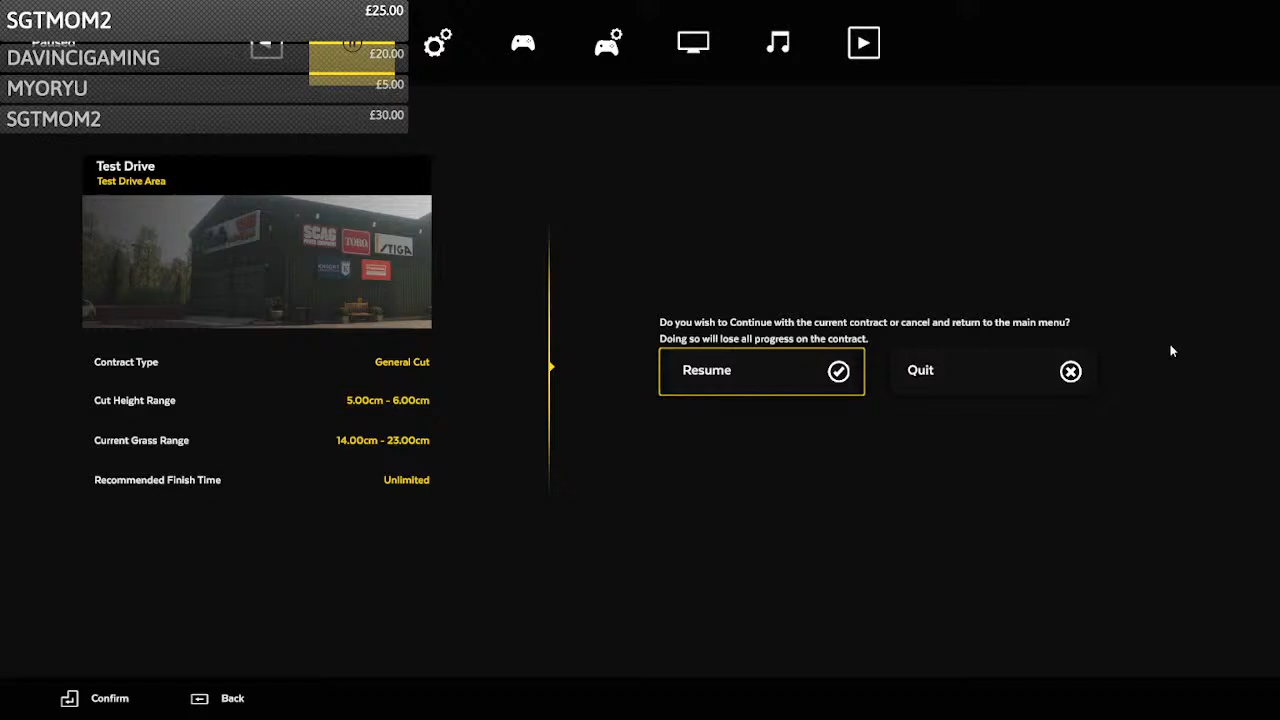 SGTMOM2 £25.00
Paused
DAVINCIGAMING £20.00
MYORYU £5.00
SGTMOM2 £30.00
Test Drive
Test Drive Area
SCAG
TORO
STIGA
KNIGHT
Contract Type General Cut
Cut Height Range 5.00cm - 6.00cm
Current Grass Range 14.00cm - 23.00cm
Recommended Finish Time Unlimited
Do you wish to Continue with the current contract or cancel and return to the main menu?
Doing so will lose all progress on the contract.
Resume Quit
Confirm Back